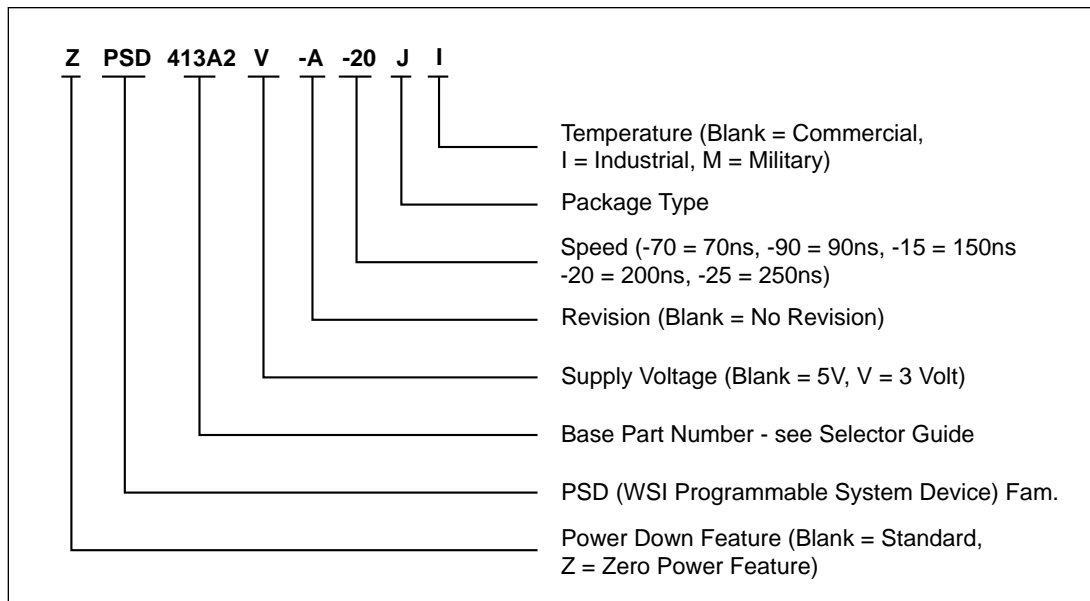 Z PSD 413A2 V -A -20 J I
Temperature (Blank = Commercial,
I = Industrial, M = Military)
Package Type
Speed (-70 = 70ns, -90 = 90ns, -15 = 150ns
-20 = 200ns, -25 = 250ns)
Revision (Blank = No Revision)
Supply Voltage (Blank = 5V, V = 3 Volt)
Base Part Number - see Selector Guide
PSD (WSI Programmable System Device) Fam.
Power Down Feature (Blank = Standard,
Z = Zero Power Feature)